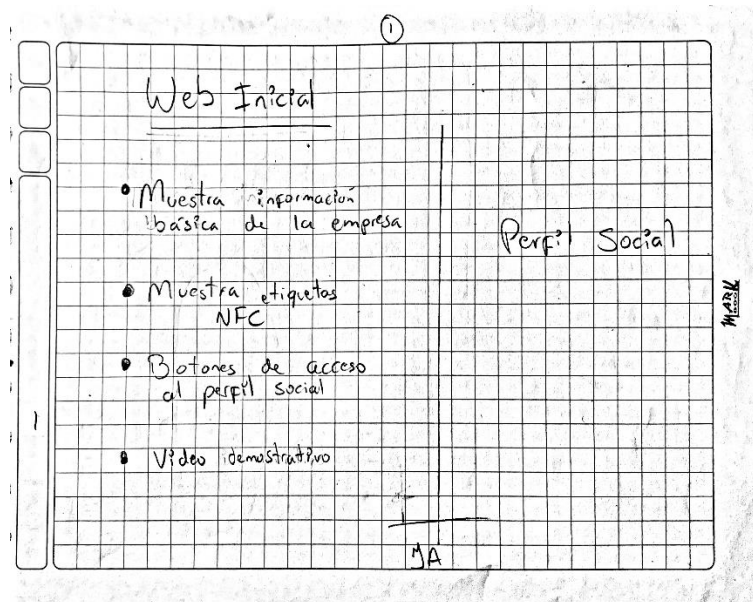 1
Web Inicial
• Muestra información
básica de la empresa
• Muestra etiquetas
NFC
• Botones de acceso
al perfil social
• Video demostrativo
Perfil Social
MARK
YA